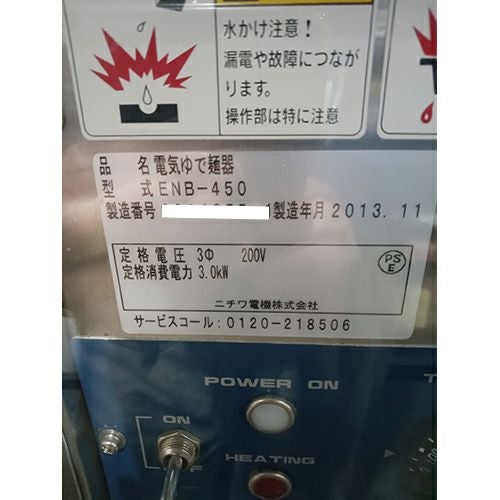 水かけ注意！
漏電や故障につなが
ります。
操作部は特に注意
品 名 電気ゆで麺器
型 式 ENB-450
製造番号 製造年月 2013.11
定格電圧 3Φ 200V
定格消費電力 3.0kW
PS
E
ニチワ電機株式会社
サービスコール:0120-218506
POWER ON
ON
HEATING